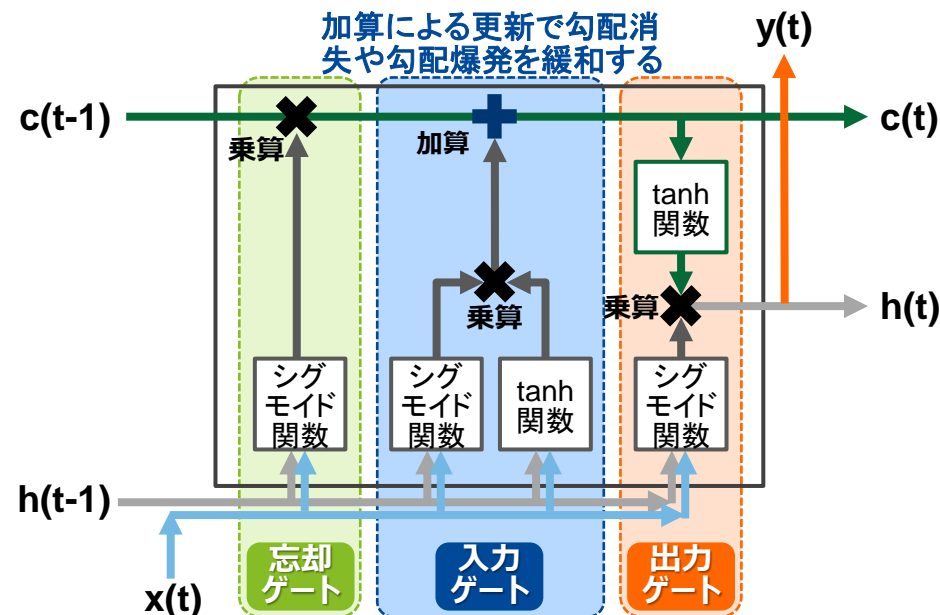 加算による更新で勾配消
失や勾配爆発を緩和する
y(t)
c(t-1)
c(t)
乗算
加算
tanh
関数
乗算
乗算
h(t)
シグ
モイド
関数
シグ
モイド
関数
tanh
関数
シグ
モイド
関数
h(t-1)
x(t)
忘却
ゲート
入力
ゲート
出力
ゲート